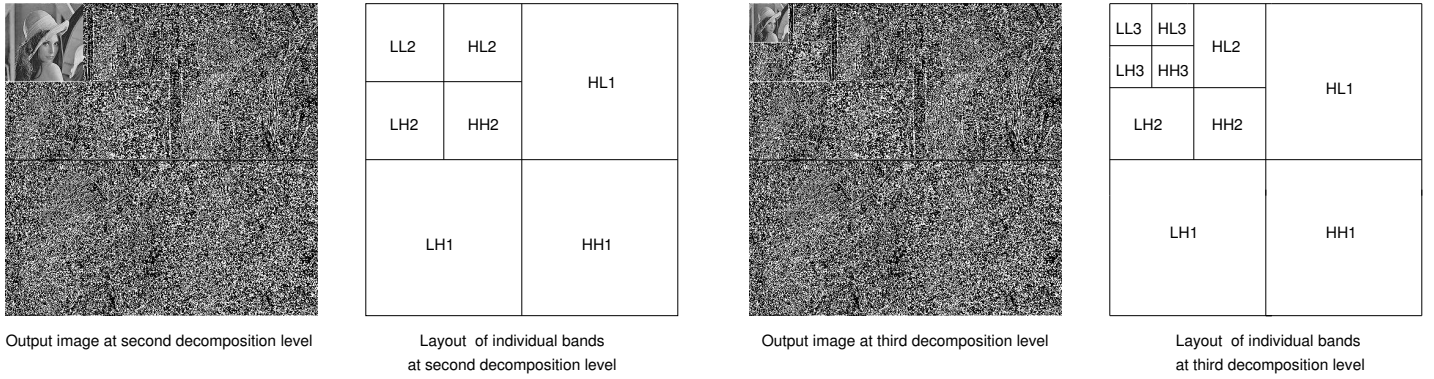 LL2 HL2
HL1
LH2 HH2
LH1 HH1
LL3 HL3
HL2
LH3 HH3
HL1
LH2 HH2
LH1 HH1
Output image at second decomposition level
Layout of individual bands
at second decomposition level
Output image at third decomposition level
Layout of individual bands
at third decomposition level